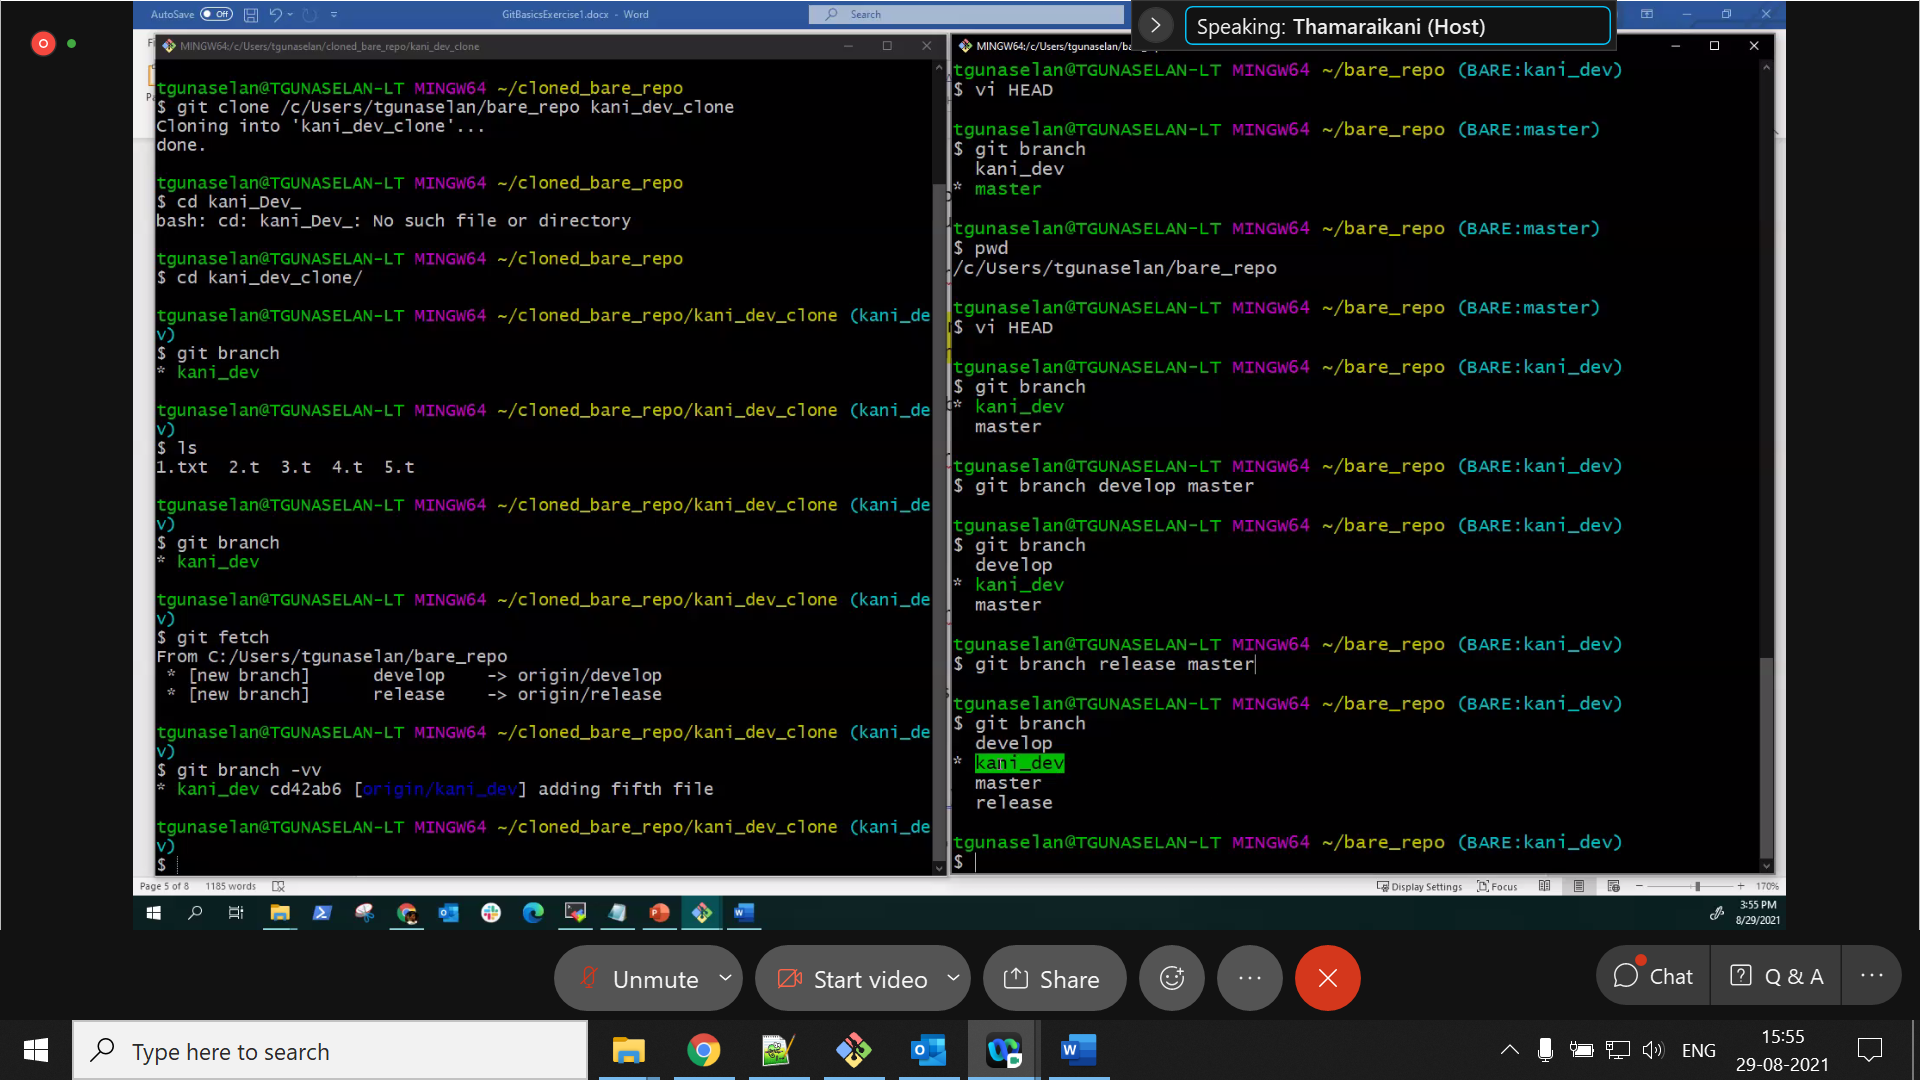 AutoSave Off
GitBasicsExercise1.docx - Word
Search
Speaking: Thamaraikani (Host)
MINGW64:/c/Users/tgunaselan/cloned_bare_repo/kani_dev_clone
tgunaselan@TGUNASELAN-LT MINGW64 ~/cloned_bare_repo
$ git clone /c/Users/tgunaselan/bare_repo kani_dev_clone
Cloning into 'kani_dev_clone'...
done.
tgunaselan@TGUNASELAN-LT MINGW64 ~/cloned_bare_repo
$ cd kani_Dev_
bash: cd: kani_Dev_: No such file or directory
tgunaselan@TGUNASELAN-LT MINGW64 ~/cloned_bare_repo
$ cd kani_dev_clone/
tgunaselan@TGUNASELAN-LT MINGW64 ~/cloned_bare_repo/kani_dev_clone (kani_de
v)
$ git branch
* kani_dev
tgunaselan@TGUNASELAN-LT MINGW64 ~/cloned_bare_repo/kani_dev_clone (kani_de
v)
$ ls
1.txt 2.t 3.t 4.t 5.t
tgunaselan@TGUNASELAN-LT MINGW64 ~/cloned_bare_repo/kani_dev_clone (kani_de
v)
$ git branch
* kani_dev
tgunaselan@TGUNASELAN-LT MINGW64 ~/cloned_bare_repo/kani_dev_clone (kani_de
v)
$ git fetch
From C:/Users/tgunaselan/bare_repo
* [new branch] develop -> origin/develop
* [new branch] release -> origin/release
tgunaselan@TGUNASELAN-LT MINGW64 ~/cloned_bare_repo/kani_dev_clone (kani_de
v)
$ git branch -vv
* kani_dev cd42ab6 [origin/kani_dev] adding fifth file
tgunaselan@TGUNASELAN-LT MINGW64 ~/cloned_bare_repo/kani_dev_clone (kani_de
v)
$
MINGW64:/c/Users/tgunaselan/ba
tgunaselan@TGUNASELAN-LT MINGW64 ~/bare_repo (BARE:kani_dev)
$ vi HEAD
tgunaselan@TGUNASELAN-LT MINGW64 ~/bare_repo (BARE:master)
$ git branch
kani_dev
* master
tgunaselan@TGUNASELAN-LT MINGW64 ~/bare_repo (BARE:master)
$ pwd
/c/Users/tgunaselan/bare_repo
tgunaselan@TGUNASELAN-LT MINGW64 ~/bare_repo (BARE:master)
$ vi HEAD
tgunaselan@TGUNASELAN-LT MINGW64 ~/bare_repo (BARE:kani_dev)
$ git branch
* kani_dev
master
tgunaselan@TGUNASELAN-LT MINGW64 ~/bare_repo (BARE:kani_dev)
$ git branch develop master
tgunaselan@TGUNASELAN-LT MINGW64 ~/bare_repo (BARE:kani_dev)
$ git branch
develop
* kani_dev
master
tgunaselan@TGUNASELAN-LT MINGW64 ~/bare_repo (BARE:kani_dev)
$ git branch release master
tgunaselan@TGUNASELAN-LT MINGW64 ~/bare_repo (BARE:kani_dev)
$ git branch
develop
* kani_dev
master
release
tgunaselan@TGUNASELAN-LT MINGW64 ~/bare_repo (BARE:kani_dev)
$
Page 5 of 8 1185 words
Display Settings Focus 170%
3:55 PM
8/29/2021
Unmute Start video Share Chat Q & A
Type here to search
ENG
15:55
29-08-2021